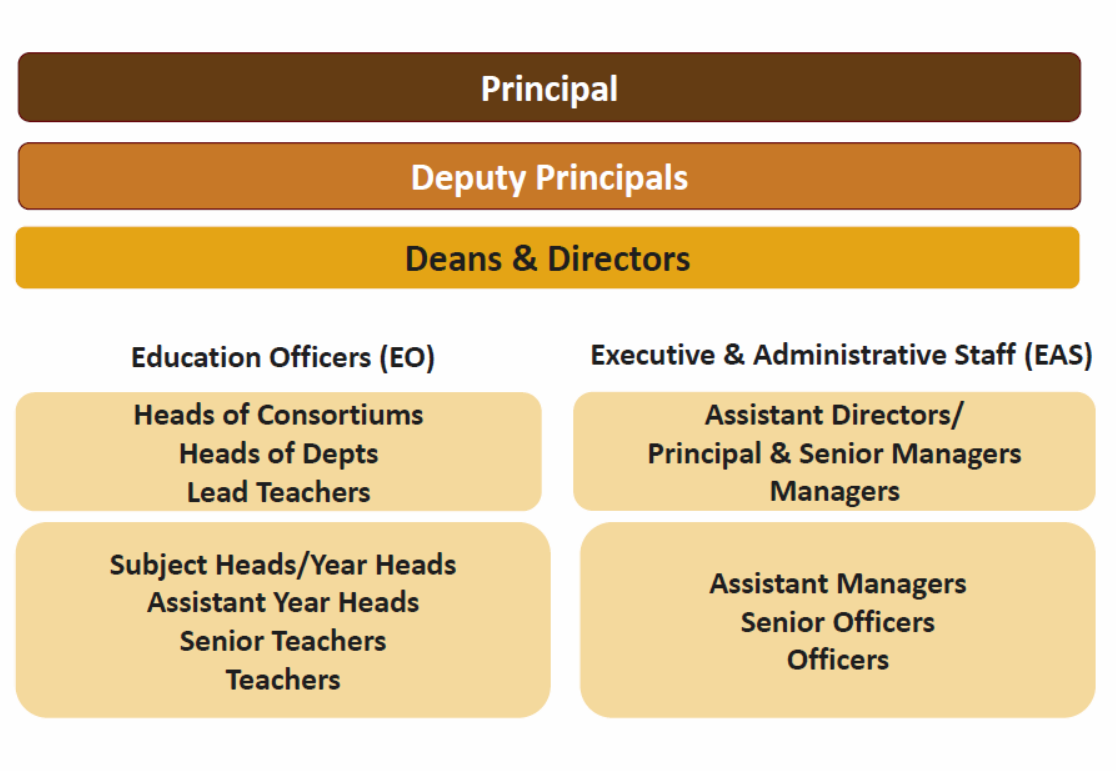 Principal
Deputy Principals
Deans & Directors
Education Officers (EO)
Heads of Consortiums
Heads of Depts
Lead Teachers
Subject Heads/Year Heads
Assistant Year Heads
Senior Teachers
Teachers
Executive & Administrative Staff (EAS)
Assistant Directors/
Principal & Senior Managers
Managers
Assistant Managers
Senior Officers
Officers